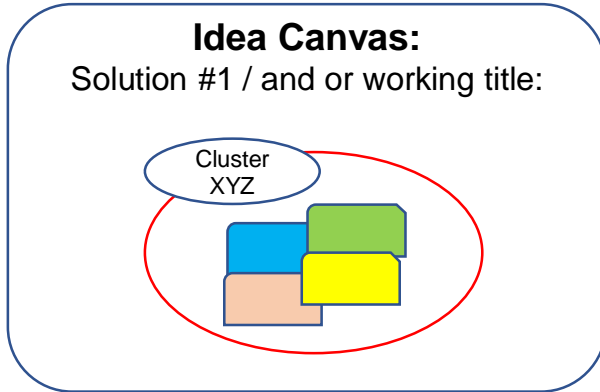 Idea Canvas:
Solution #1 / and or working title:
Cluster
XYZ